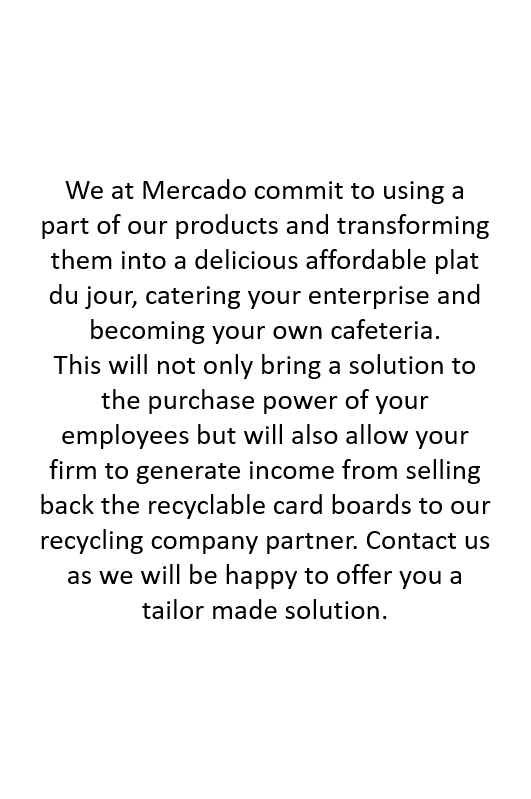 We at Mercado commit to using a
part of our products and transforming
them into a delicious affordable plat
du jour, catering your enterprise and
becoming your own cafeteria.
This will not only bring a solution to
the purchase power of your
employees but will also allow your
firm to generate income from selling
back the recyclable card boards to our
recycling company partner. Contact us
as we will be happy to offer you a
tailor made solution.